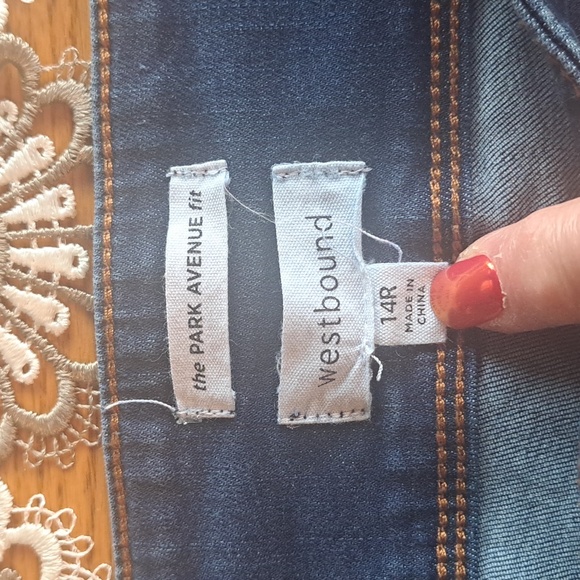 the PARK AVENUE fit
westbound
14R
MADE IN
CHINA